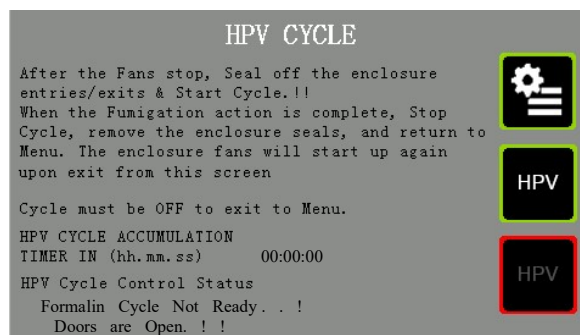 HPV CYCLE
After the Fans stop, Seal off the enclosure
entries/exits & Start Cycle.!!
When the Fumigation action is complete, Stop
Cycle, remove the enclosure seals, and return to
Menu. The enclosure fans will start up again
upon exit from this screen
HPV
Cycle must be OFF to exit to Menu.
HPV CYCLE ACCUMULATION
TIMER IN (hh.mm.ss) 00:00:00
HPV
HPV Cycle Control Status
Formalin Cycle Not Ready. . !
Doors are Open. ! !